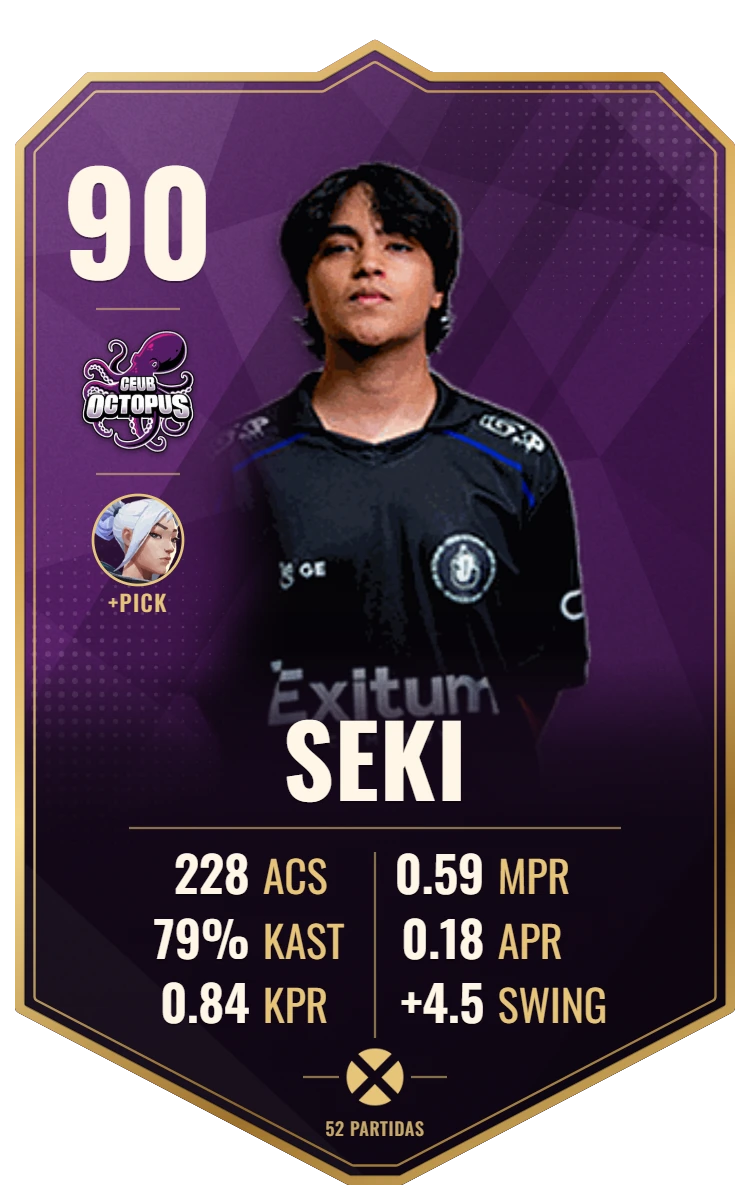 90
CEUB
OCTOPUS
+PICK
GE
Exitum
SEKI
228 ACS
79% KAST
0.84 KPR
0.59 MPR
0.18 APR
+4.5 SWING
52 PARTIDAS